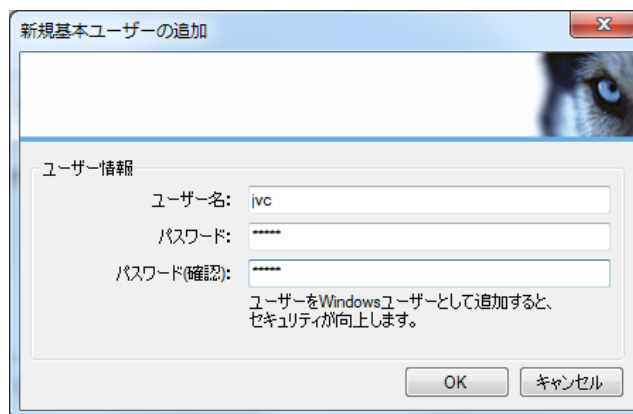 新規基本ユーザーの追加
ユーザー情報
ユーザー名: jvc
パスワード: *****
パスワード(確認): *****
ユーザーをWindowsユーザーとして追加すると、
セキュリティが向上します。
OK キャンセル